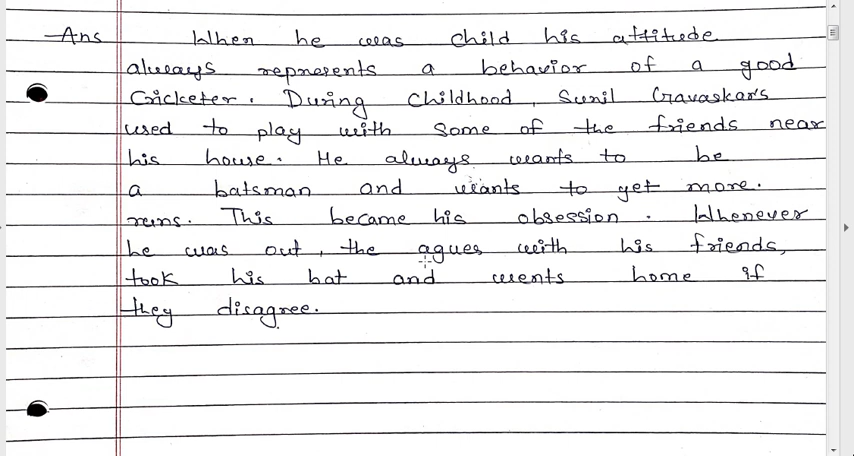 Ans When he was child his attitude
always represents a behavior of a good
Cricketer. During childhood, Sunil Gravaskar's
used to play with some of the friends near
his house. He always wants to be
a batsman and wants to get more.
runs. This became his obsession. Whenever
he was out, the agues with his friends,
took his bat and wents home if
they disagree.